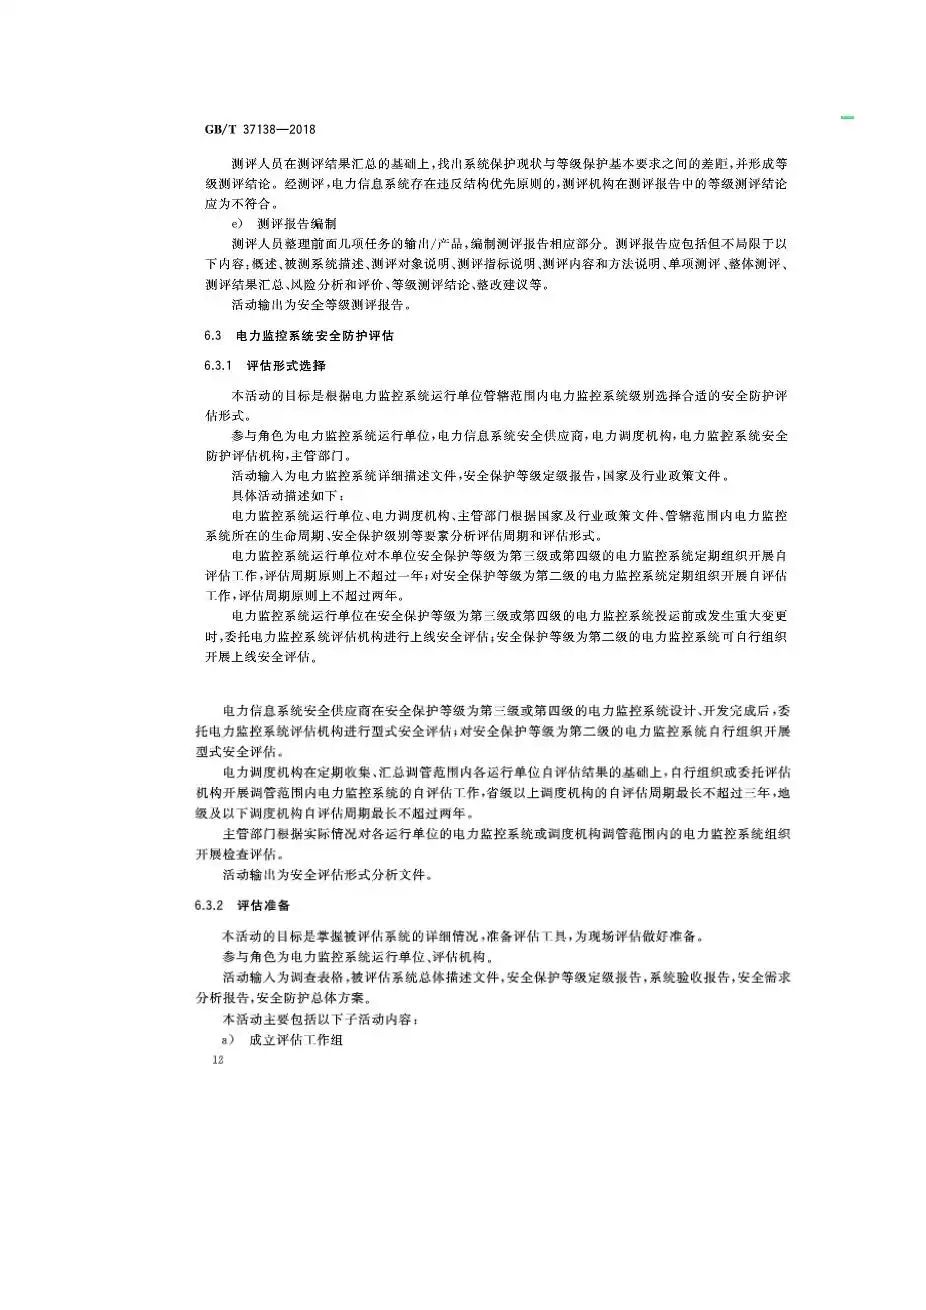 GB/T 37138—2018
测评人员在测评结果汇总的基础上,找出系统保护现状与等级保护基本要求之间的差距,并形成等
级测评结论。经测评,电力信息系统存在违反结构优先原则的,测评机构在测评报告中的等级测评结论
应为不符合。
e) 测评报告编制
测评人员整理前面几项任务的输出/产品,编制测评报告相应部分。测评报告应包括但不局限于以
下内容:概述、被测系统描述、测评对象说明、测评指标说明、测评内容和方法说明、单项测评、整体测评、
测评结果汇总、风险分析和评价、等级测评结论、整改建议等。
活动输出为安全等级测评报告。
6.3 电力监控系统安全防护评估
6.3.1 评估形式选择
本活动的目标是根据电力监控系统运行单位管辖范围内电力监控系统级别选择合适的安全防护评
估形式。
参与角色为电力监控系统运行单位,电力信息系统安全供应商,电力调度机构,电力监控系统安全
防护评估机构,主管部门。
活动输入为电力监控系统详细描述文件,安全保护等级定级报告,国家及行业政策文件。
具体活动描述如下:
电力监控系统运行单位、电力调度机构、主管部门根据国家及行业政策文件、管辖范围内电力监控
系统所在的生命周期、安全保护级别等要素分析评估周期和评估形式。
电力监控系统运行单位对本单位安全保护等级为第三级或第四级的电力监控系统定期组织开展自
评估工作,评估周期原则上不超过一年;对安全保护等级为第二级的电力监控系统定期组织开展自评估
工作,评估周期原则上不超过两年。
电力监控系统运行单位在安全保护等级为第三级或第四级的电力监控系统投运前或发生重大变更
时,委托电力监控系统评估机构进行上线安全评估;安全保护等级为第二级的电力监控系统可自行组织
开展上线安全评估。
电力信息系统安全供应商在安全保护等级为第三级或第四级的电力监控系统设计、开发完成后,委
托电力监控系统评估机构进行型式安全评估;对安全保护等级为第二级的电力监控系统自行组织开展
型式安全评估。
电力调度机构在定期收集、汇总调管范围内各运行单位自评估结果的基础上,自行组织或委托评估
机构开展调管范围内电力监控系统的自评估工作,省级以上调度机构的自评估周期最长不超过三年,地
级及以下调度机构自评估周期最长不超过两年。
主管部门根据实际情况对各运行单位的电力监控系统或调度机构调管范围内的电力监控系统组织
开展检查评估。
活动输出为安全评估形式分析文件。
6.3.2 评估准备
本活动的目标是掌握被评估系统的详细情况,准备评估工具,为现场评估做好准备。
参与角色为电力监控系统运行单位、评估机构。
活动输入为调查表格,被评估系统总体描述文件,安全保护等级定级报告,系统验收报告,安全需求
分析报告,安全防护总体方案。
本活动主要包括以下子活动内容:
a) 成立评估工作组
12